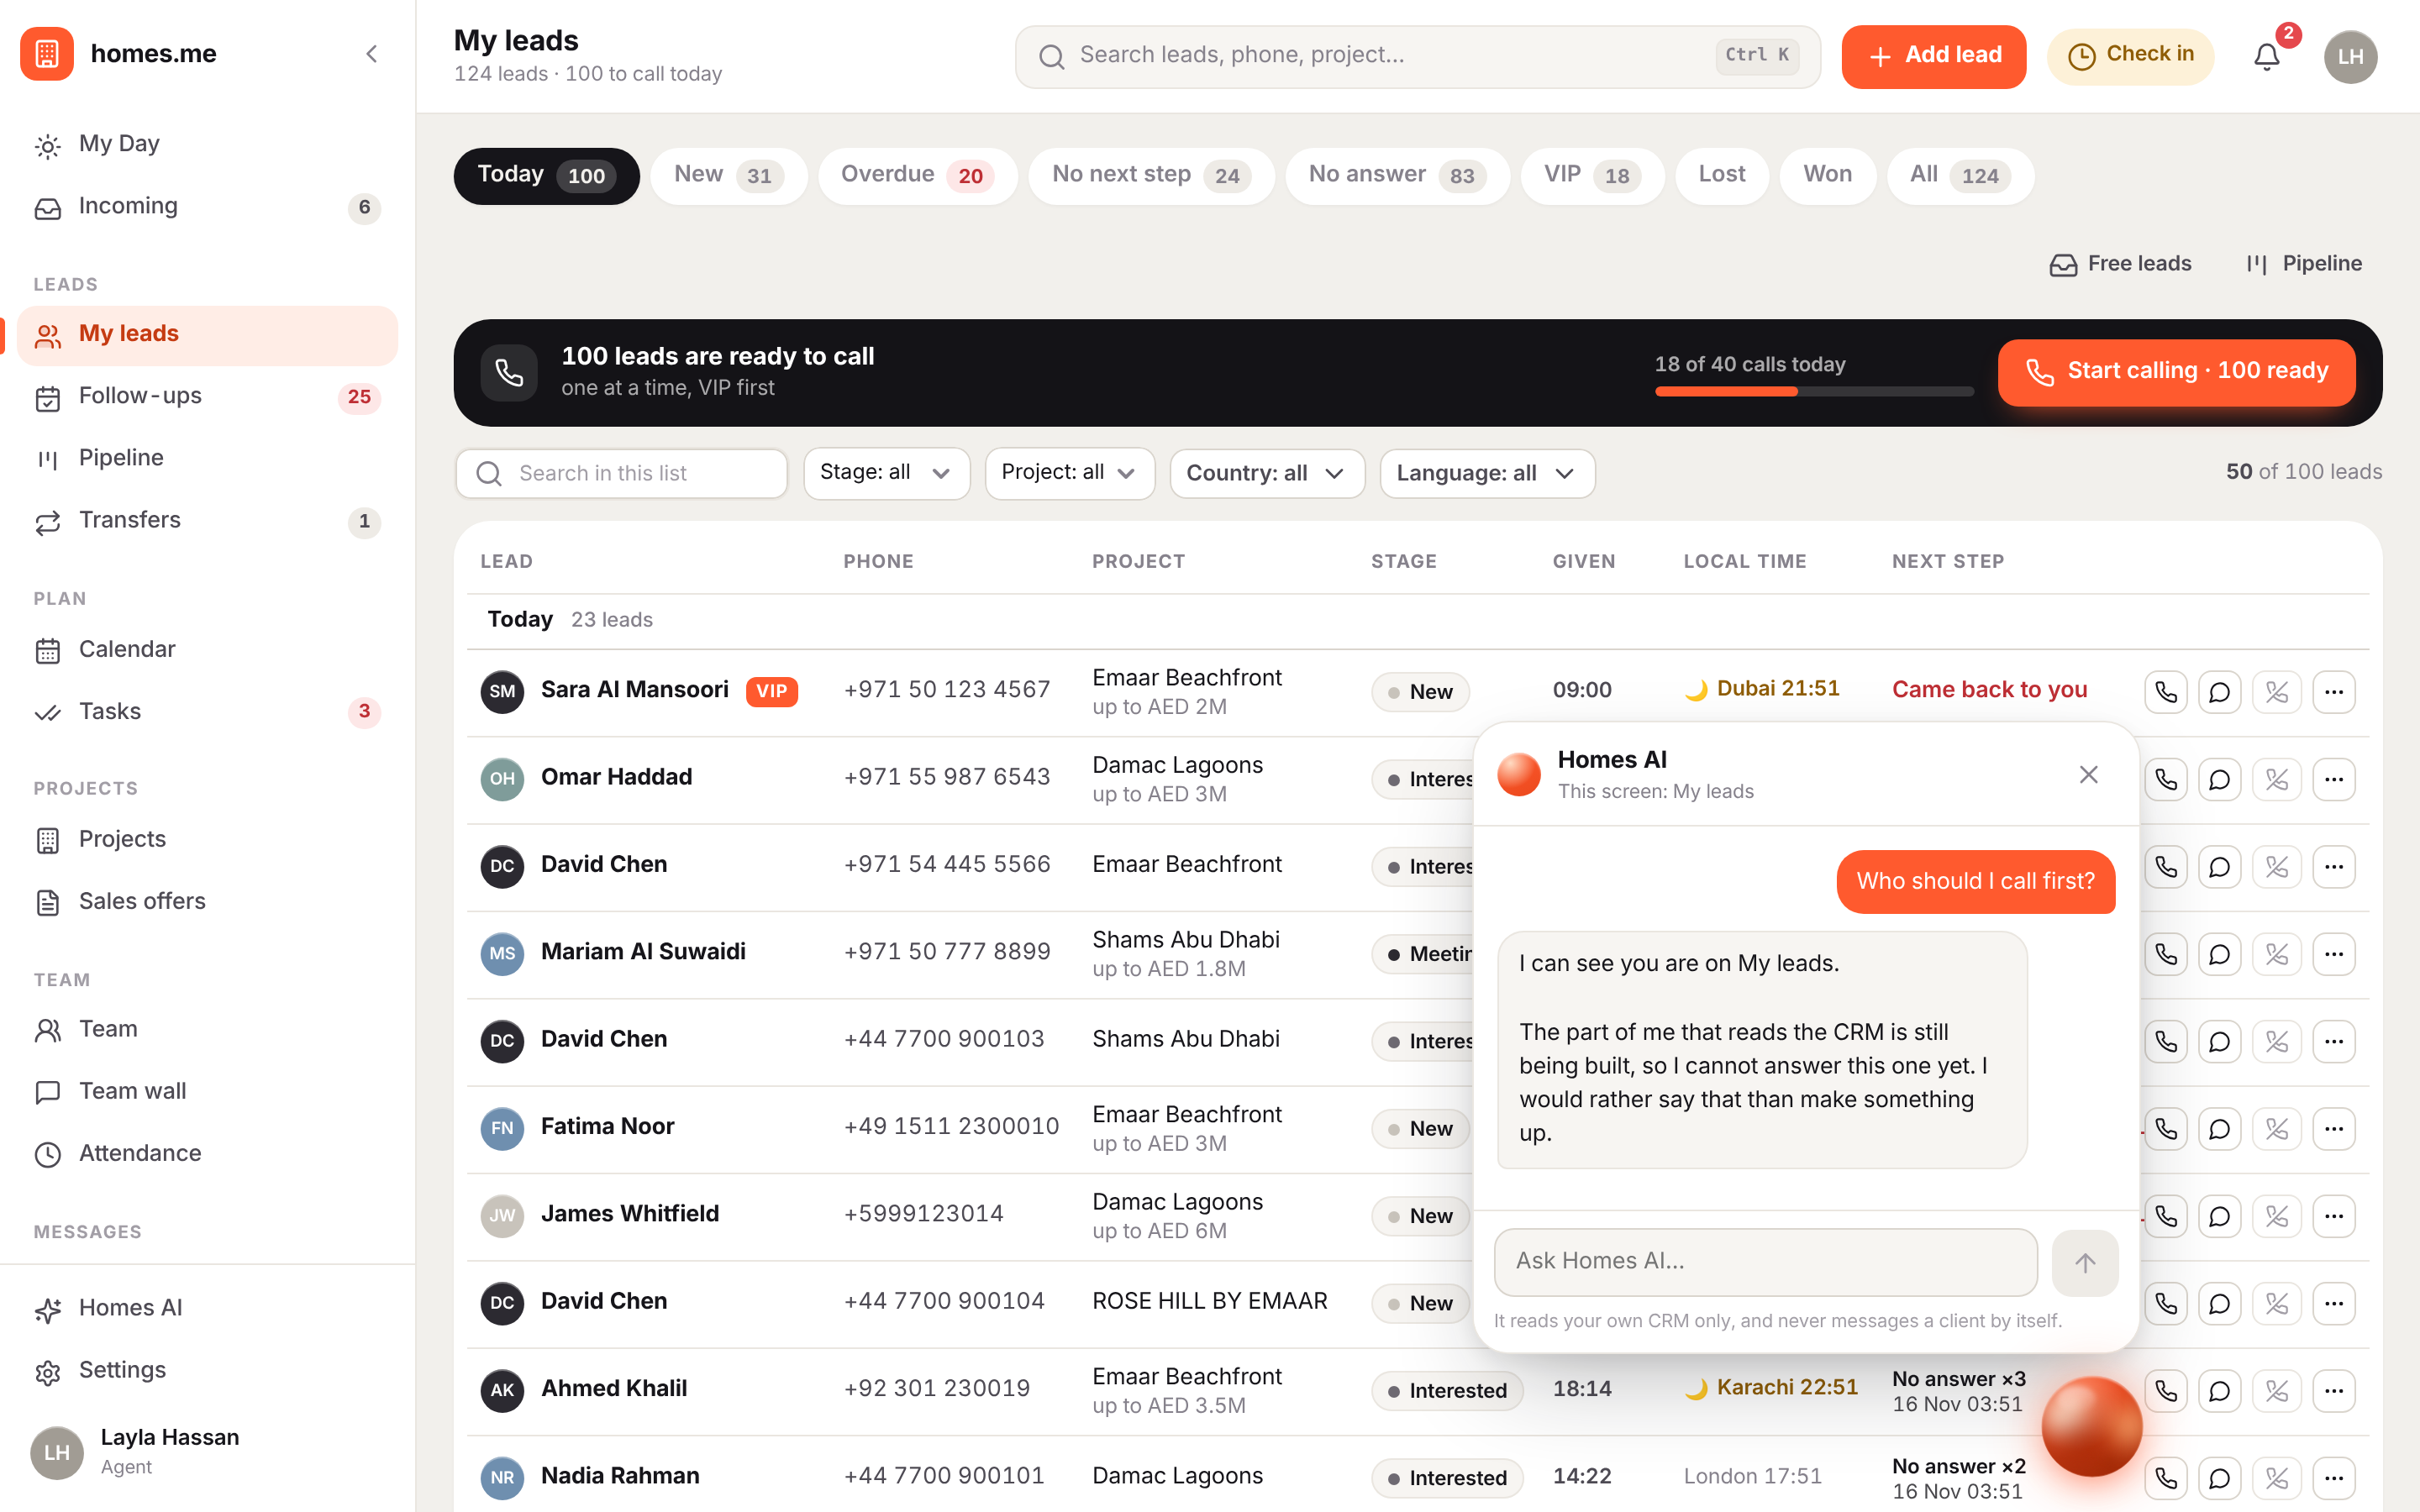 homes.me
My Day
Incoming 6
LEADS
My leads
Follow-ups 25
Pipeline
Transfers 1
PLAN
Calendar
Tasks 3
PROJECTS
Projects
Sales offers
TEAM
Team
Team wall
Attendance
MESSAGES
Homes AI
Settings
LH Layla Hassan
Agent
My leads
124 leads · 100 to call today
Search leads, phone, project... Ctrl K
Add lead
Check in
2
LH
Today 100 New 31 Overdue 20 No next step 24 No answer 83 VIP 18 Lost Won All 124
Free leads Pipeline
100 leads are ready to call
one at a time, VIP first
18 of 40 calls today
Start calling · 100 ready
Search in this list Stage: all Project: all Country: all Language: all 50 of 100 leads
LEAD PHONE PROJECT STAGE GIVEN LOCAL TIME NEXT STEP
Today 23 leads
SM Sara Al Mansoori VIP +971 50 123 4567 Emaar Beachfront New 09:00 Dubai 21:51 Came back to you
up to AED 2M
OH Omar Haddad +971 55 987 6543 Damac Lagoons Interes
up to AED 3M
DC David Chen +971 54 445 5566 Emaar Beachfront Interes
MS Mariam Al Suwaidi +971 50 777 8899 Shams Abu Dhabi Meetin
up to AED 1.8M
DC David Chen +44 7700 900103 Shams Abu Dhabi Interes
FN Fatima Noor +49 1511 2300010 Emaar Beachfront New
up to AED 3M
JW James Whitfield +5999123014 Damac Lagoons New
up to AED 6M
DC David Chen +44 7700 900104 ROSE HILL BY EMAAR New
AK Ahmed Khalil +92 301 230019 Emaar Beachfront Interested 18:14 Karachi 22:51 No answer ×3
up to AED 3.5M 16 Nov 03:51
NR Nadia Rahman +44 7700 900101 Damac Lagoons Interested 14:22 London 17:51 No answer ×2
16 Nov 03:51
Homes AI
This screen: My leads
Who should I call first?
I can see you are on My leads.
The part of me that reads the CRM is still
being built, so I cannot answer this one yet. I
would rather say that than make something
up.
Ask Homes AI...
It reads your own CRM only, and never messages a client by itself.